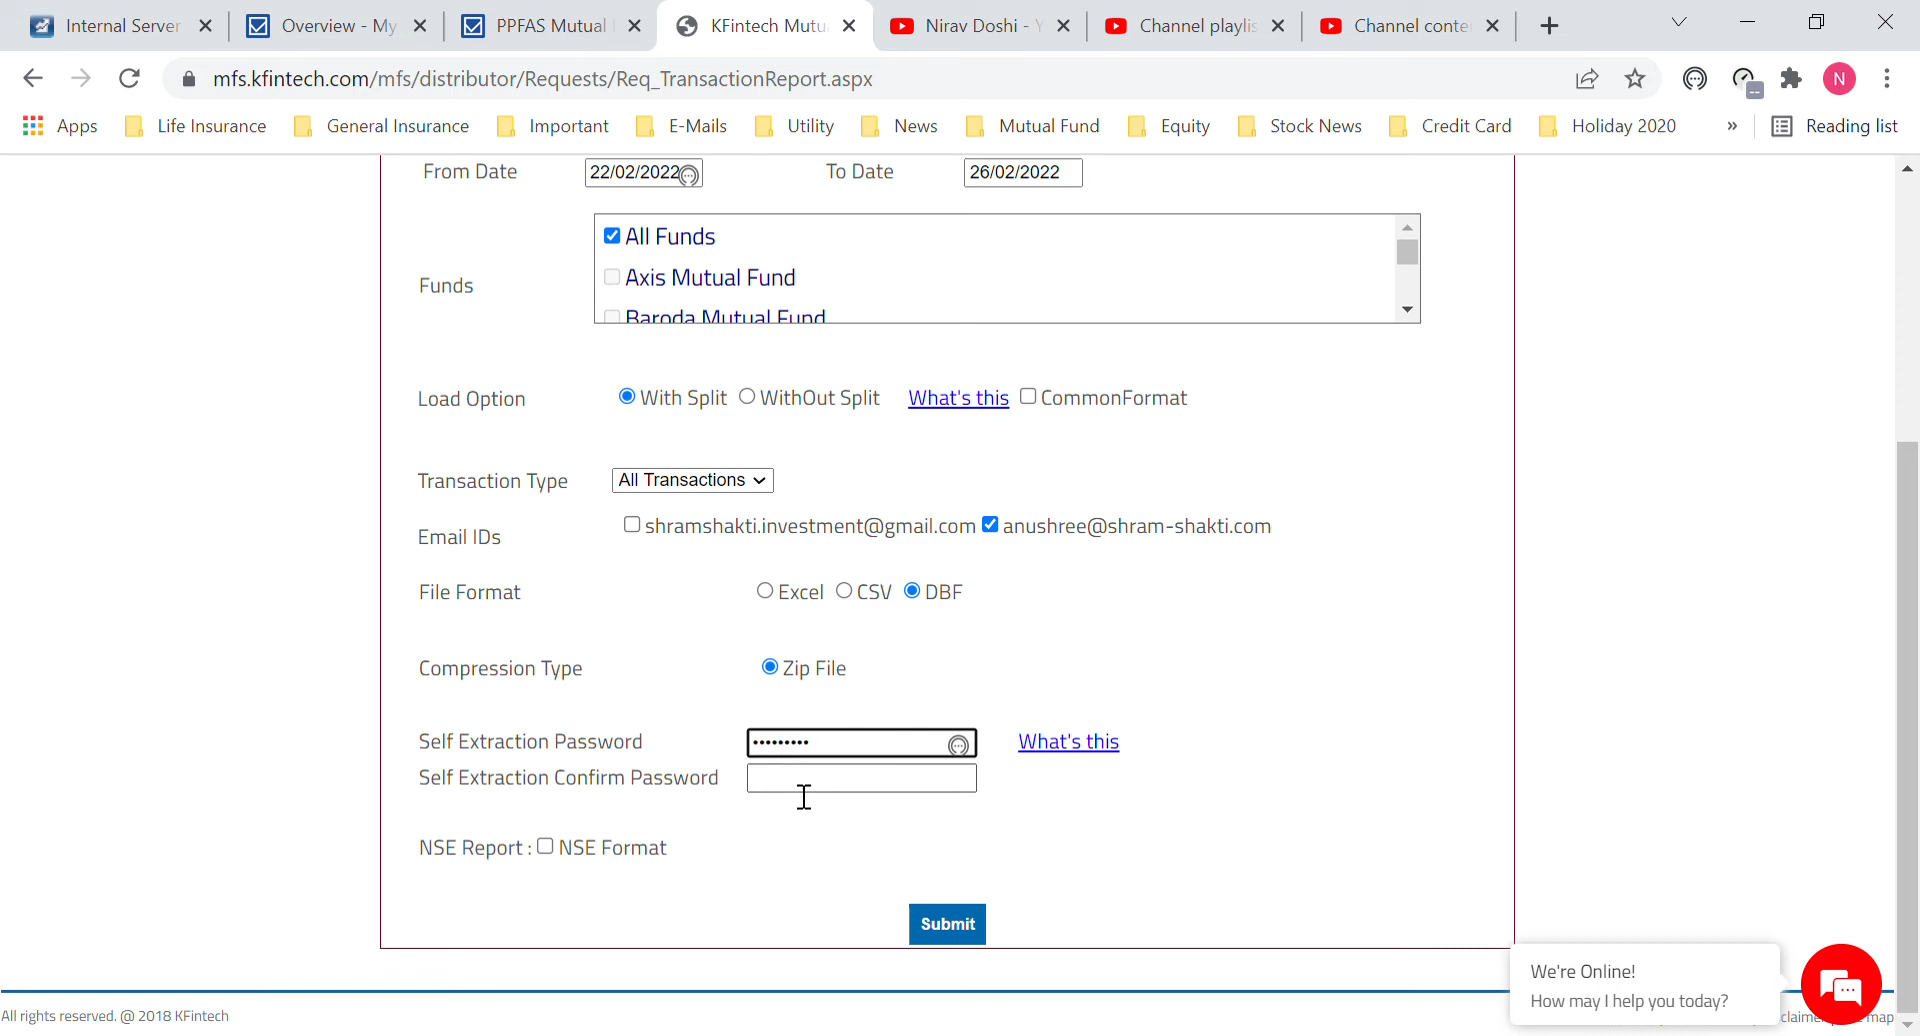 Internal Server
Overview - My
PPFAS Mutual
KFintech Mutu
Nirav Doshi - Y
Channel playlis
Channel conte
mfs.kfintech.com/mfs/distributor/Requests/Req_TransactionReport.aspx
N
Apps
Life Insurance
General Insurance
Important
E-Mails
Utility
News
Mutual Fund
Equity
Stock News
Credit Card
Holiday 2020
»
Reading list
From Date
22/02/2022
To Date
26/02/2022
Funds
All Funds
Axis Mutual Fund
Baroda Mutual Fund
Load Option
With Split
WithOut Split
What's this
CommonFormat
Transaction Type
All Transactions
Email IDs
shramshakti.investment@gmail.com
anushree@shram-shakti.com
File Format
Excel
CSV
DBF
Compression Type
Zip File
Self Extraction Password
•••••••••
What's this
Self Extraction Confirm Password
NSE Report :
NSE Format
Submit
We're Online!
How may I help you today?
All rights reserved. @ 2018 KFintech
claime
map